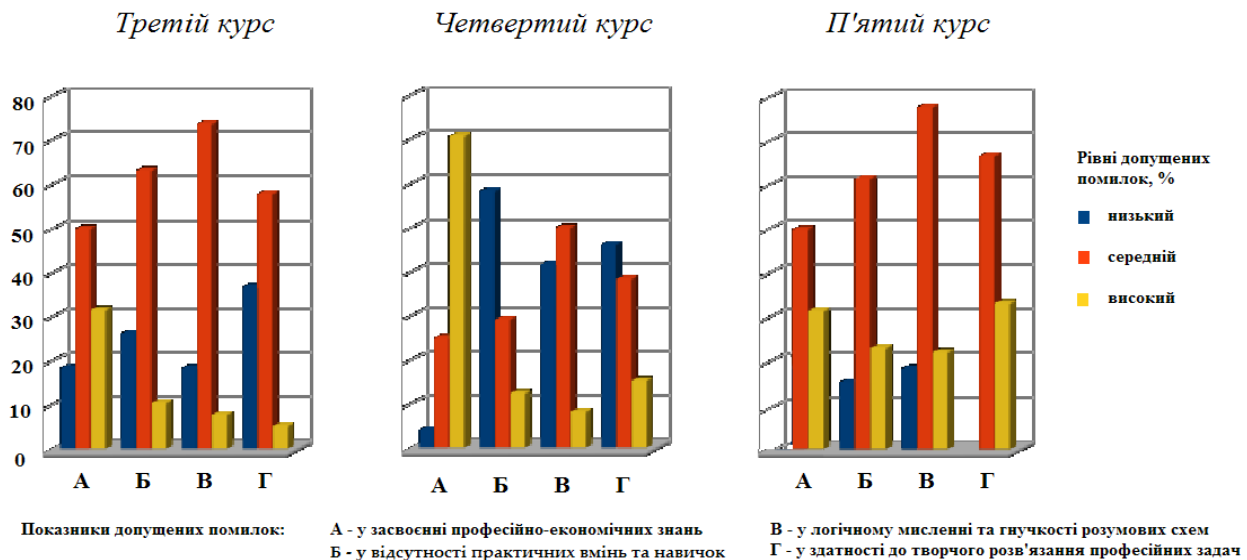 Третій курс
Четвертий курс
П'ятий курс
80
70
60
50
40
30
20
10
0
А Б В Г
А Б В Г
А Б В Г
Рівні допущених
помилок, %
низький
середній
високий
Показники допущених помилок:
А - у засвоєнні професійно-економічних знань
Б - у відсутності практичних вмінь та навичок
В - у логічному мисленні та гнучкості розумових схем
Г - у здатності до творчого розв'язання професійних задач